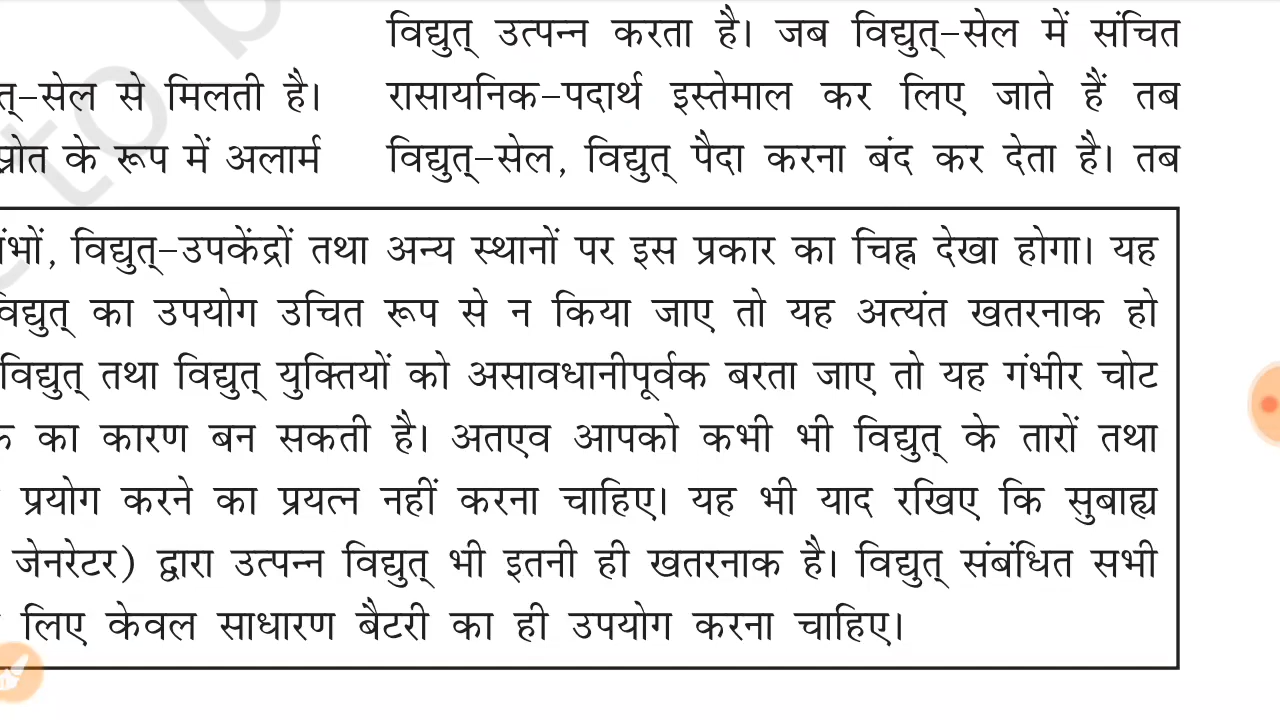 त्-सेल से मिलती है।
स्रोत के रूप में अलार्म
विद्युत् उत्पन्न करता है। जब विद्युत्-सेल में संचित
रासायनिक-पदार्थ इस्तेमाल कर लिए जाते हैं तब
विद्युत्-सेल, विद्युत् पैदा करना बंद कर देता है। तब
विद्युत्-उपकेंद्रों तथा अन्य स्थानों पर इस प्रकार का चिह्न देखा होगा। यह
विद्युत् का उपयोग उचित रूप से न किया जाए तो यह अत्यंत खतरनाक हो
विद्युत् तथा विद्युत् युक्तियों को असावधानीपूर्वक बरता जाए तो यह गंभीर चोट
का कारण बन सकती है। अतएव आपको कभी भी विद्युत् के तारों तथा
प्रयोग करने का प्रयत्न नहीं करना चाहिए। यह भी याद रखिए कि सुबाह्य
जेनरेटर) द्वारा उत्पन्न विद्युत् भी इतनी ही खतरनाक है। विद्युत् संबंधित सभी
लिए केवल साधारण बैटरी का ही उपयोग करना चाहिए।
to b